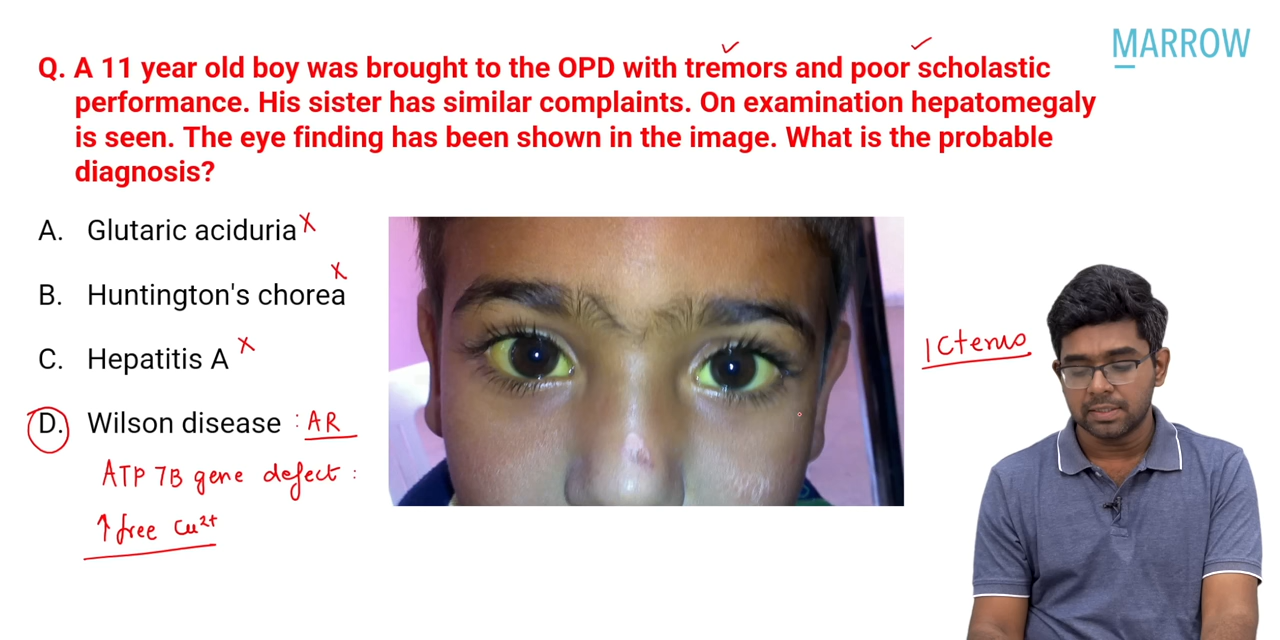 MARROW
Q. A 11 year old boy was brought to the OPD with tremors and poor scholastic
performance. His sister has similar complaints. On examination hepatomegaly
is seen. The eye finding has been shown in the image. What is the probable
diagnosis?
A. Glutaric aciduria X
B. Huntington's chorea X
C. Hepatitis A X
D. Wilson disease : AR
ATP 7B gene defect :
↑ free Cu²⁺
Icterus